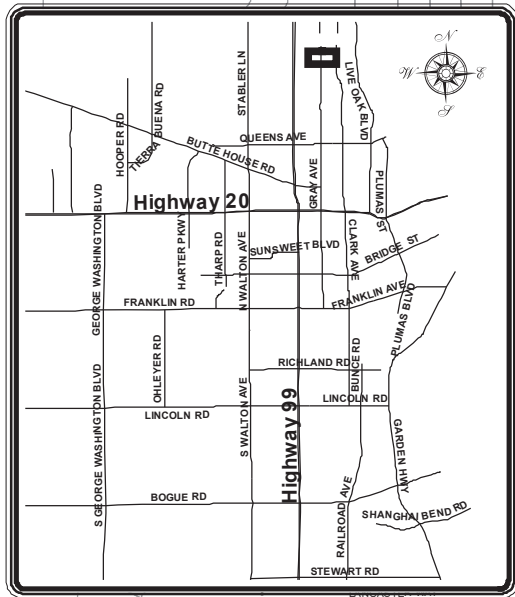 N
W
E
S
STABLER LN
LIVE OAK BLVD
HOOPER RD
TIERRA BUENA RD
QUEENS AVE
BUTTE HOUSE RD
GRAY AVE
PLUMAS ST
Highway 20
GEORGE WASHINGTON BLVD
HARTER PKWY
THARP RD
N WALTON AVE
SUNSWEET BLVD
CLARK AVE
BRIDGE ST
FRANKLIN RD
FRANKLIN AVE
PLUMAS BLVD
OHLEYER RD
RICHLAND RD
BUNCE RD
S GEORGE WASHINGTON BLVD
LINCOLN RD
S WALTON AVE
Highway 99
LINCOLN RD
GARDEN HWY
BOGUE RD
RAILROAD AVE
SHANGHAI BEND RD
STEWART RD